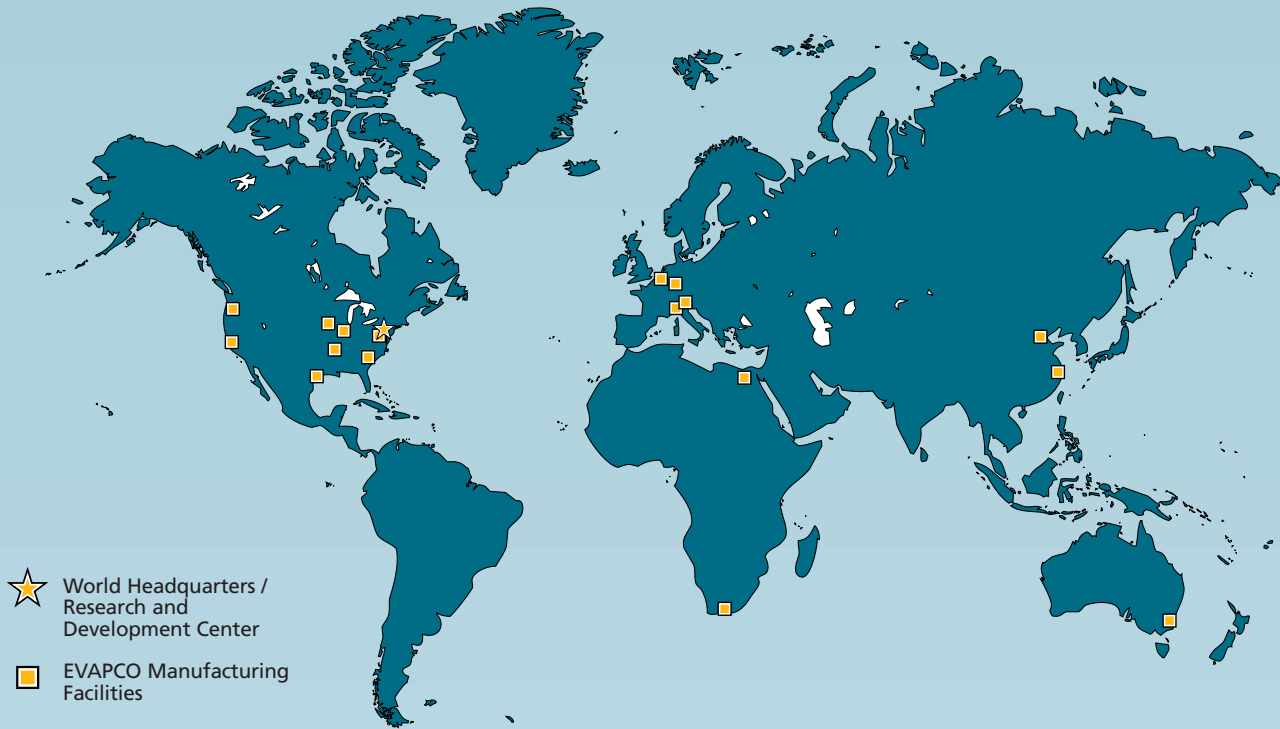 World Headquarters /
Research and
Development Center
EVAPCO Manufacturing
Facilities